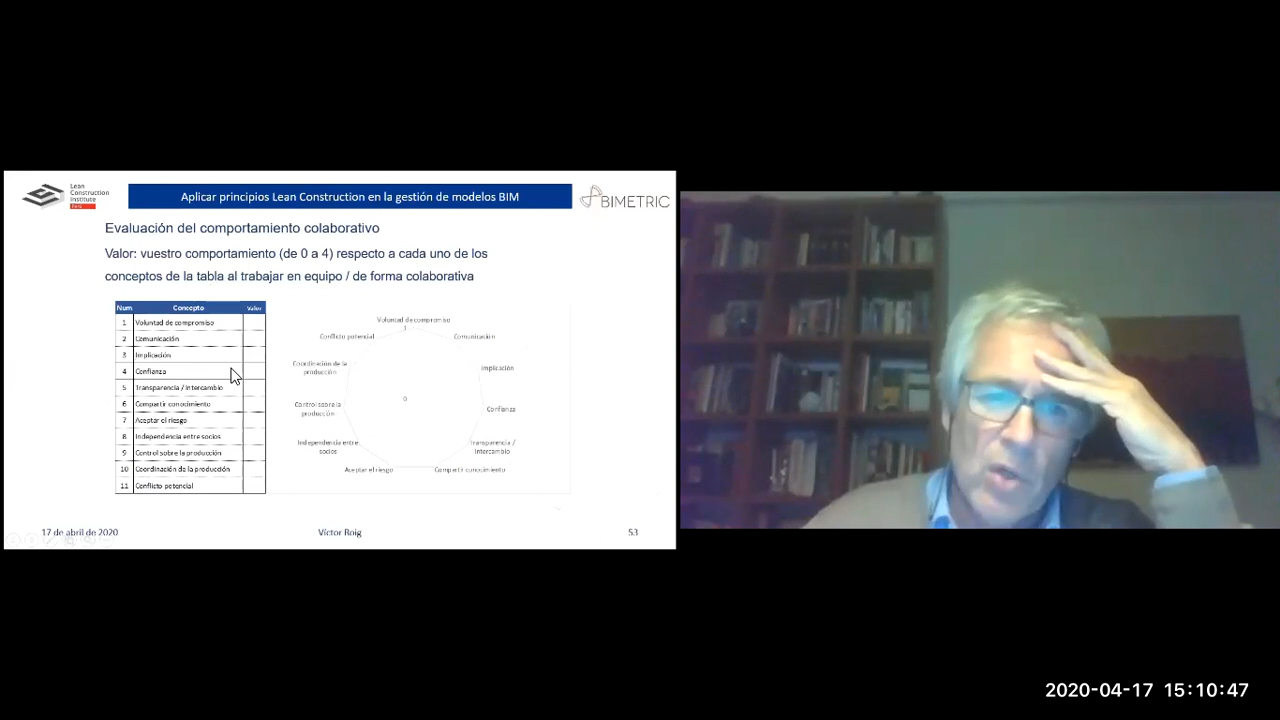 Lean
Construction
Institute
Perú
Aplicar principios Lean Construction en la gestión de modelos BIM
BIMETRIC
Evaluación del comportamiento colaborativo
Valor: vuestro comportamiento (de 0 a 4) respecto a cada uno de los
conceptos de la tabla al trabajar en equipo / de forma colaborativa
Num Concepto Valor
1 Voluntad de compromiso
2 Comunicación
3 Implicación
4 Confianza
5 Transparencia / Intercambio
6 Compartir conocimiento
7 Aceptar el riesgo
8 Independencia entre socios
9 Control sobre la producción
10 Coordinación de la producción
11 Conflicto potencial
Voluntad de compromiso
1
Comunicación
Implicación
Confianza
Transparencia /
Intercambio
Compartir conocimiento
Aceptar el riesgo
Independencia entre
socios
Control sobre la
producción
Coordinación de la
producción
Conflicto potencial
0
17 de abril de 2020
Víctor Roig
53
2020-04-17 15:10:47